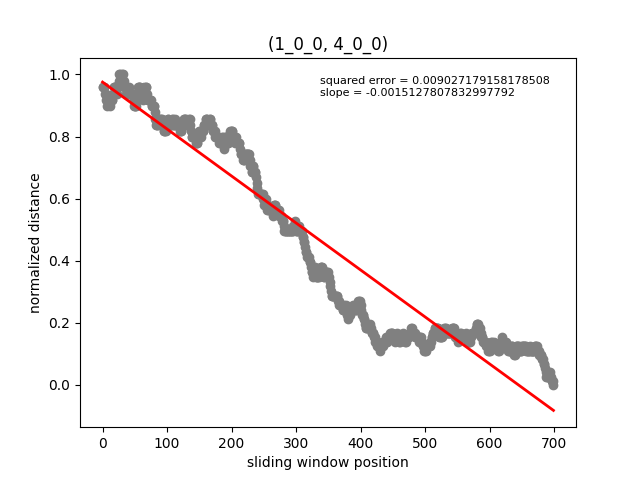 (1_0_0, 4_0_0)
squared error = 0.009027179158178508
slope = -0.0015127807832997792
1.0
0.8
0.6
0.4
0.2
0.0
normalized distance
0 100 200 300 400 500 600 700
sliding window position